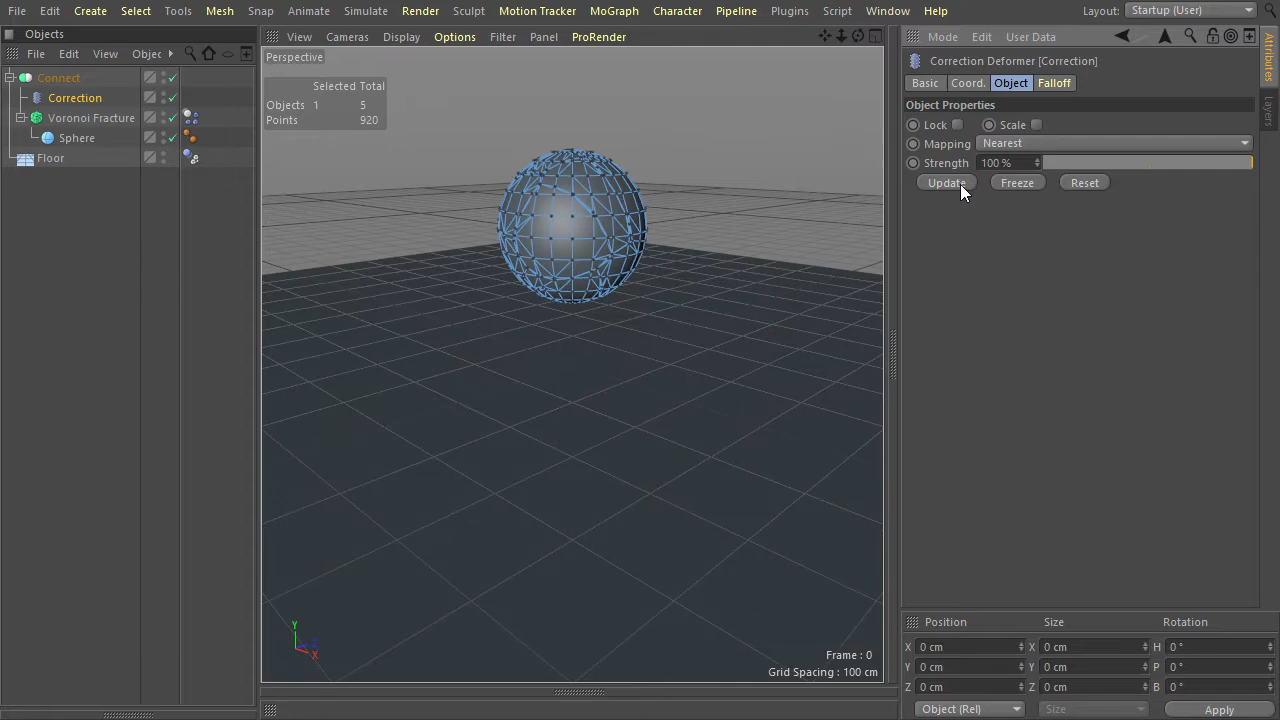 File Edit Create Select Tools Mesh Snap Animate Simulate Render Sculpt Motion Tracker MoGraph Character Pipeline Plugins Script Window Help Layout: Startup (User)
Objects
File Edit View Objec
Connect
Correction
Voronoi Fracture
Sphere
Floor
View Cameras Display Options Filter Panel ProRender
Perspective
Selected Total
Objects 1 5
Points 920
Y
Z
X
Frame : 0
Grid Spacing : 100 cm
Mode Edit User Data
Correction Deformer [Correction]
Basic Coord. Object Falloff
Object Properties
Lock Scale
Mapping Nearest
Strength 100 %
Update Freeze Reset
Attributes
Layers
Position Size Rotation
X 0 cm X 0 cm H 0 °
Y 0 cm Y 0 cm P 0 °
Z 0 cm Z 0 cm B 0 °
Object (Rel) Size Apply